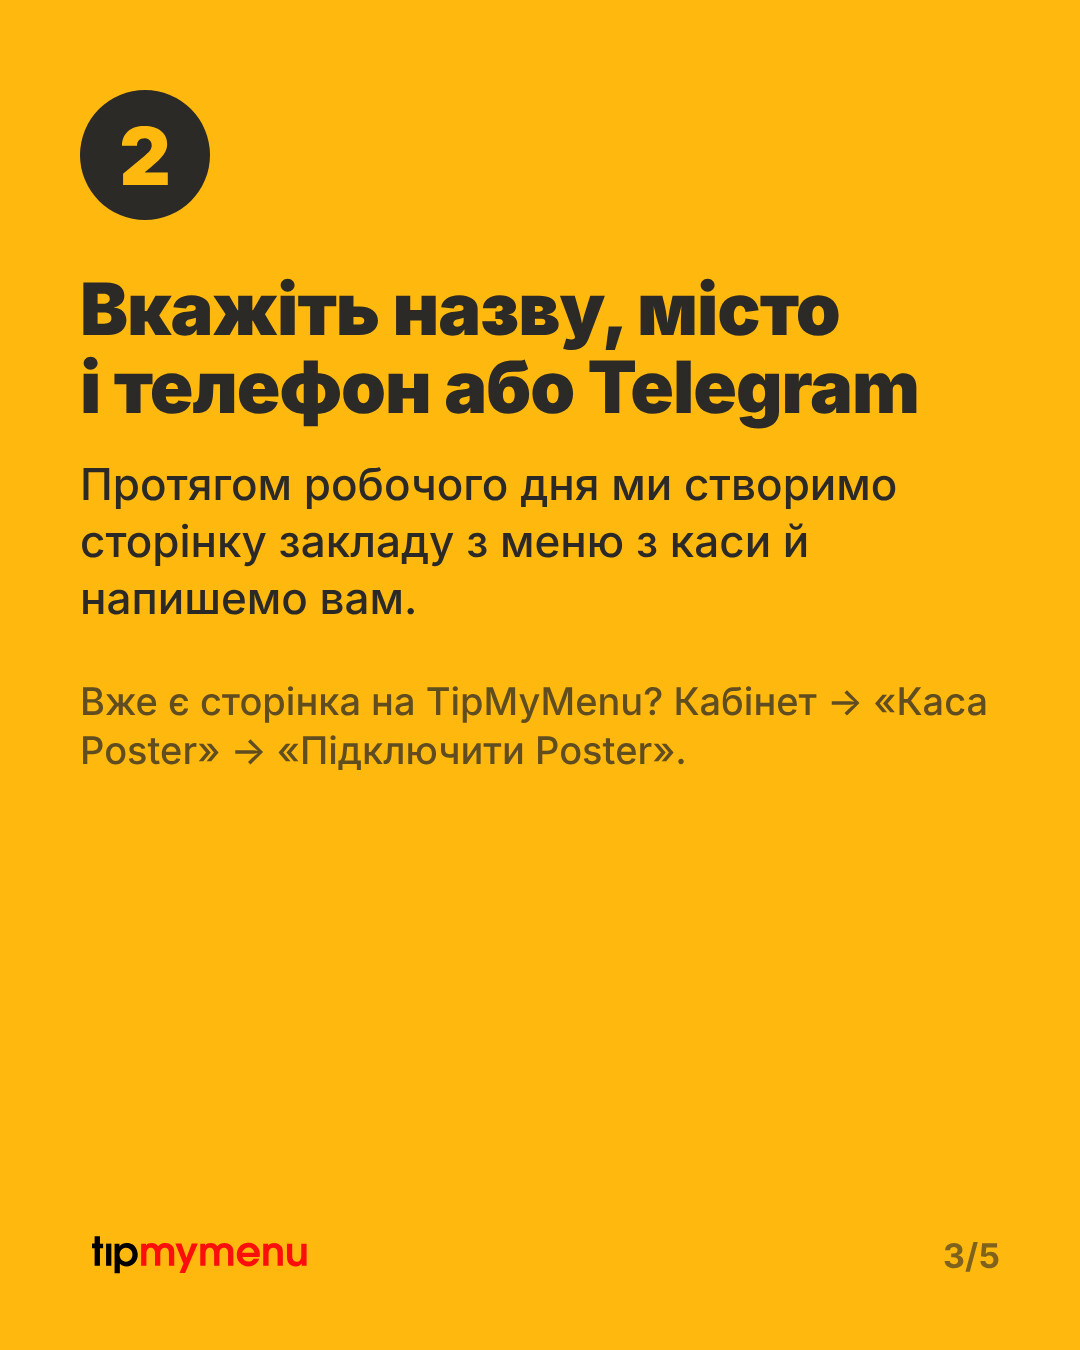 2
Вкажіть назву, місто
і телефон або Telegram
Протягом робочого дня ми створимо
сторінку закладу з меню з каси й
напишемо вам.
Вже є сторінка на TipMyMenu? Кабінет → «Каса
Poster» → «Підключити Poster».
tipmymenu
3/5